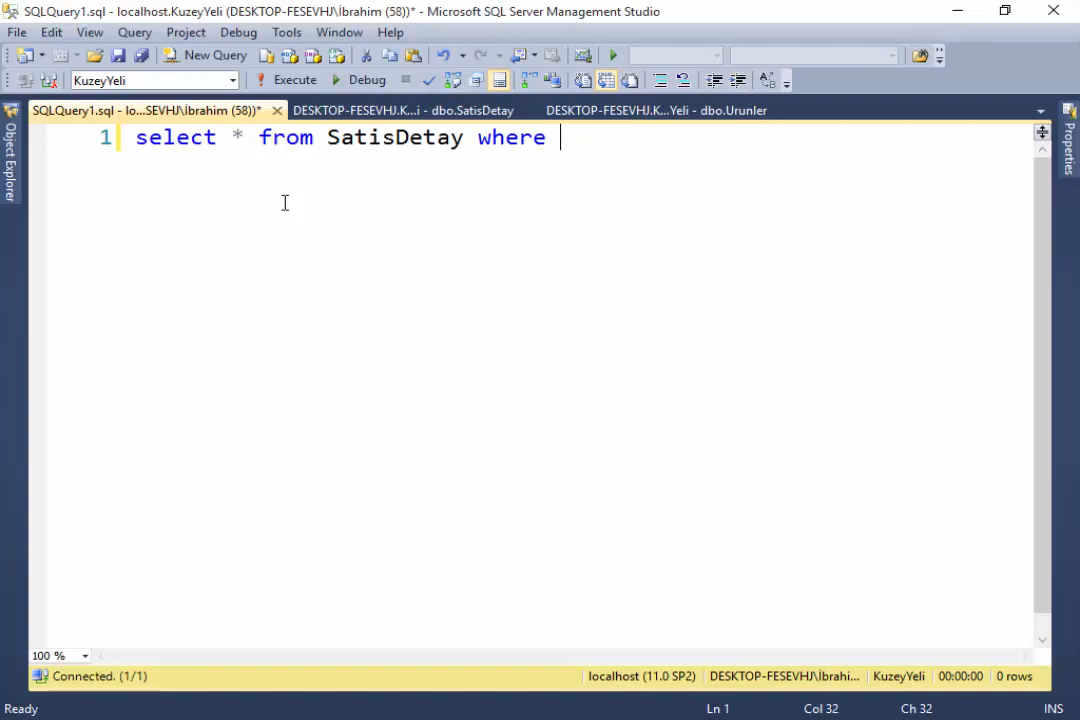 SQLQuery1.sql - localhost.KuzeyYeli (DESKTOP-FESEVHJ\İbrahim (58))* - Microsoft SQL Server Management Studio
File Edit View Query Project Debug Tools Window Help
New Query
KuzeyYeli Execute Debug
SQLQuery1.sql - lo...SEVHJ\İbrahim (58))* DESKTOP-FESEVHJ.K...i - dbo.SatisDetay DESKTOP-FESEVHJ.K...Yeli - dbo.Urunler
Object Explorer
Properties
1 select * from SatisDetay where
100 %
Connected. (1/1) localhost (11.0 SP2) DESKTOP-FESEVHJ\İbrahi... KuzeyYeli 00:00:00 0 rows
Ready Ln 1 Col 32 Ch 32 INS